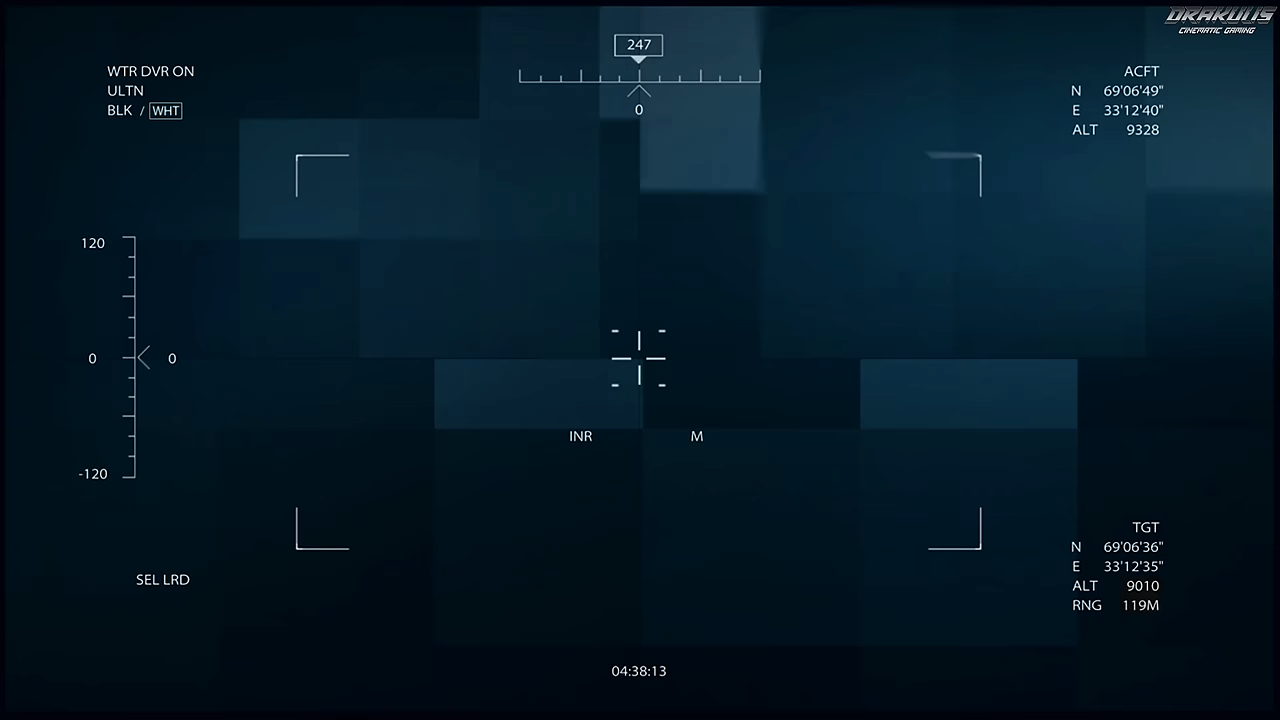 DRAKULIS
CINEMATIC GAMING
247
WTR DVR ON
ULTN
BLK / WHT
0
ACFT
N 69'06'49"
E 33'12'40"
ALT 9328
120
0 0
-120
INR M
TGT
N 69'06'36"
E 33'12'35"
ALT 9010
RNG 119M
SEL LRD
04:38:13